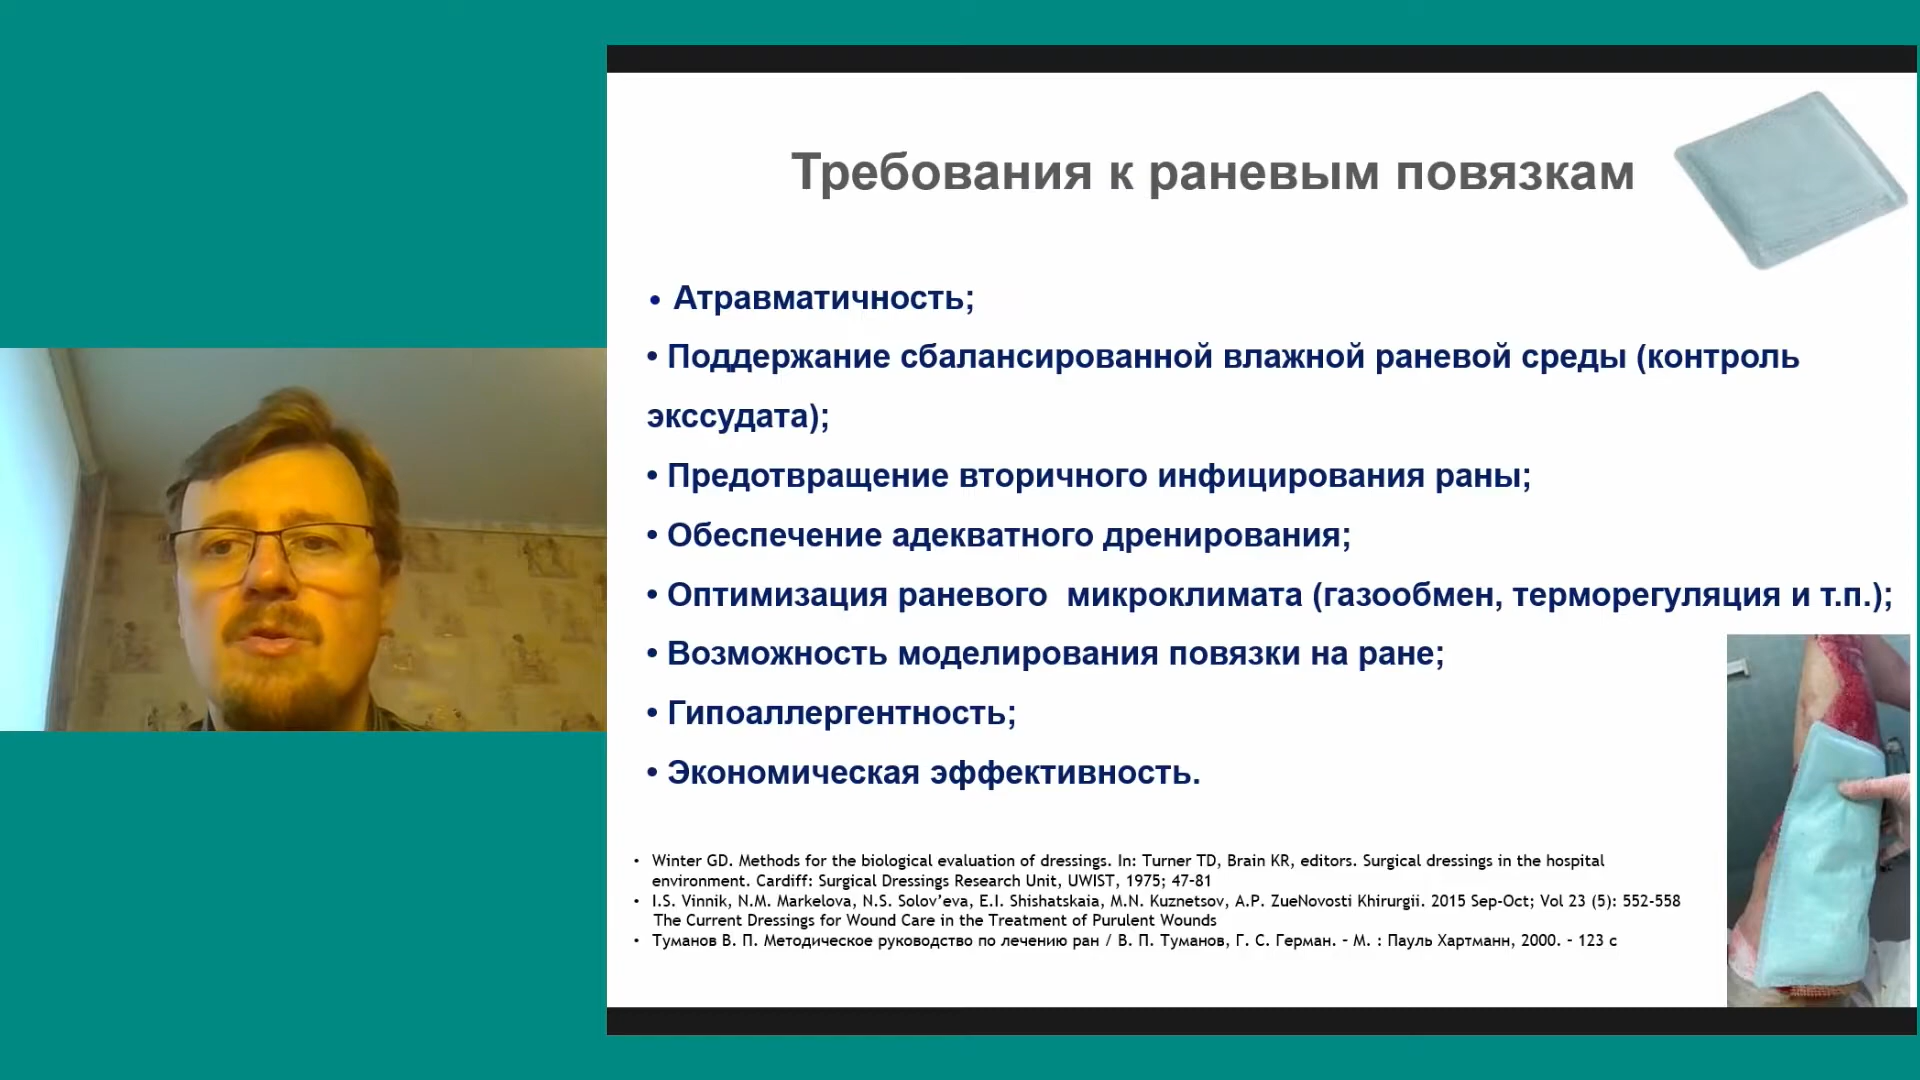 Требования к раневым повязкам
• Атравматичность;
• Поддержание сбалансированной влажной раневой среды (контроль
экссудата);
• Предотвращение вторичного инфицирования раны;
• Обеспечение адекватного дренирования;
• Оптимизация раневого  микроклимата (газообмен, терморегуляция и т.п.);
• Возможность моделирования повязки на ране;
• Гипоаллергентность;
• Экономическая эффективность.
• Winter GD. Methods for the biological evaluation of dressings. In: Turner TD, Brain KR, editors. Surgical dressings in the hospital
environment. Cardiff: Surgical Dressings Research Unit, UWIST, 1975; 47–81
• I.S. Vinnik, N.M. Markelova, N.S. Solov’eva, E.I. Shishatskaia, M.N. Kuznetsov, A.P. ZueNovosti Khirurgii. 2015 Sep-Oct; Vol 23 (5): 552-558
The Current Dressings for Wound Care in the Treatment of Purulent Wounds
• Туманов В. П. Методическое руководство по лечению ран / В. П. Туманов, Г. С. Герман. – М. : Пауль Хартманн, 2000. – 123 с